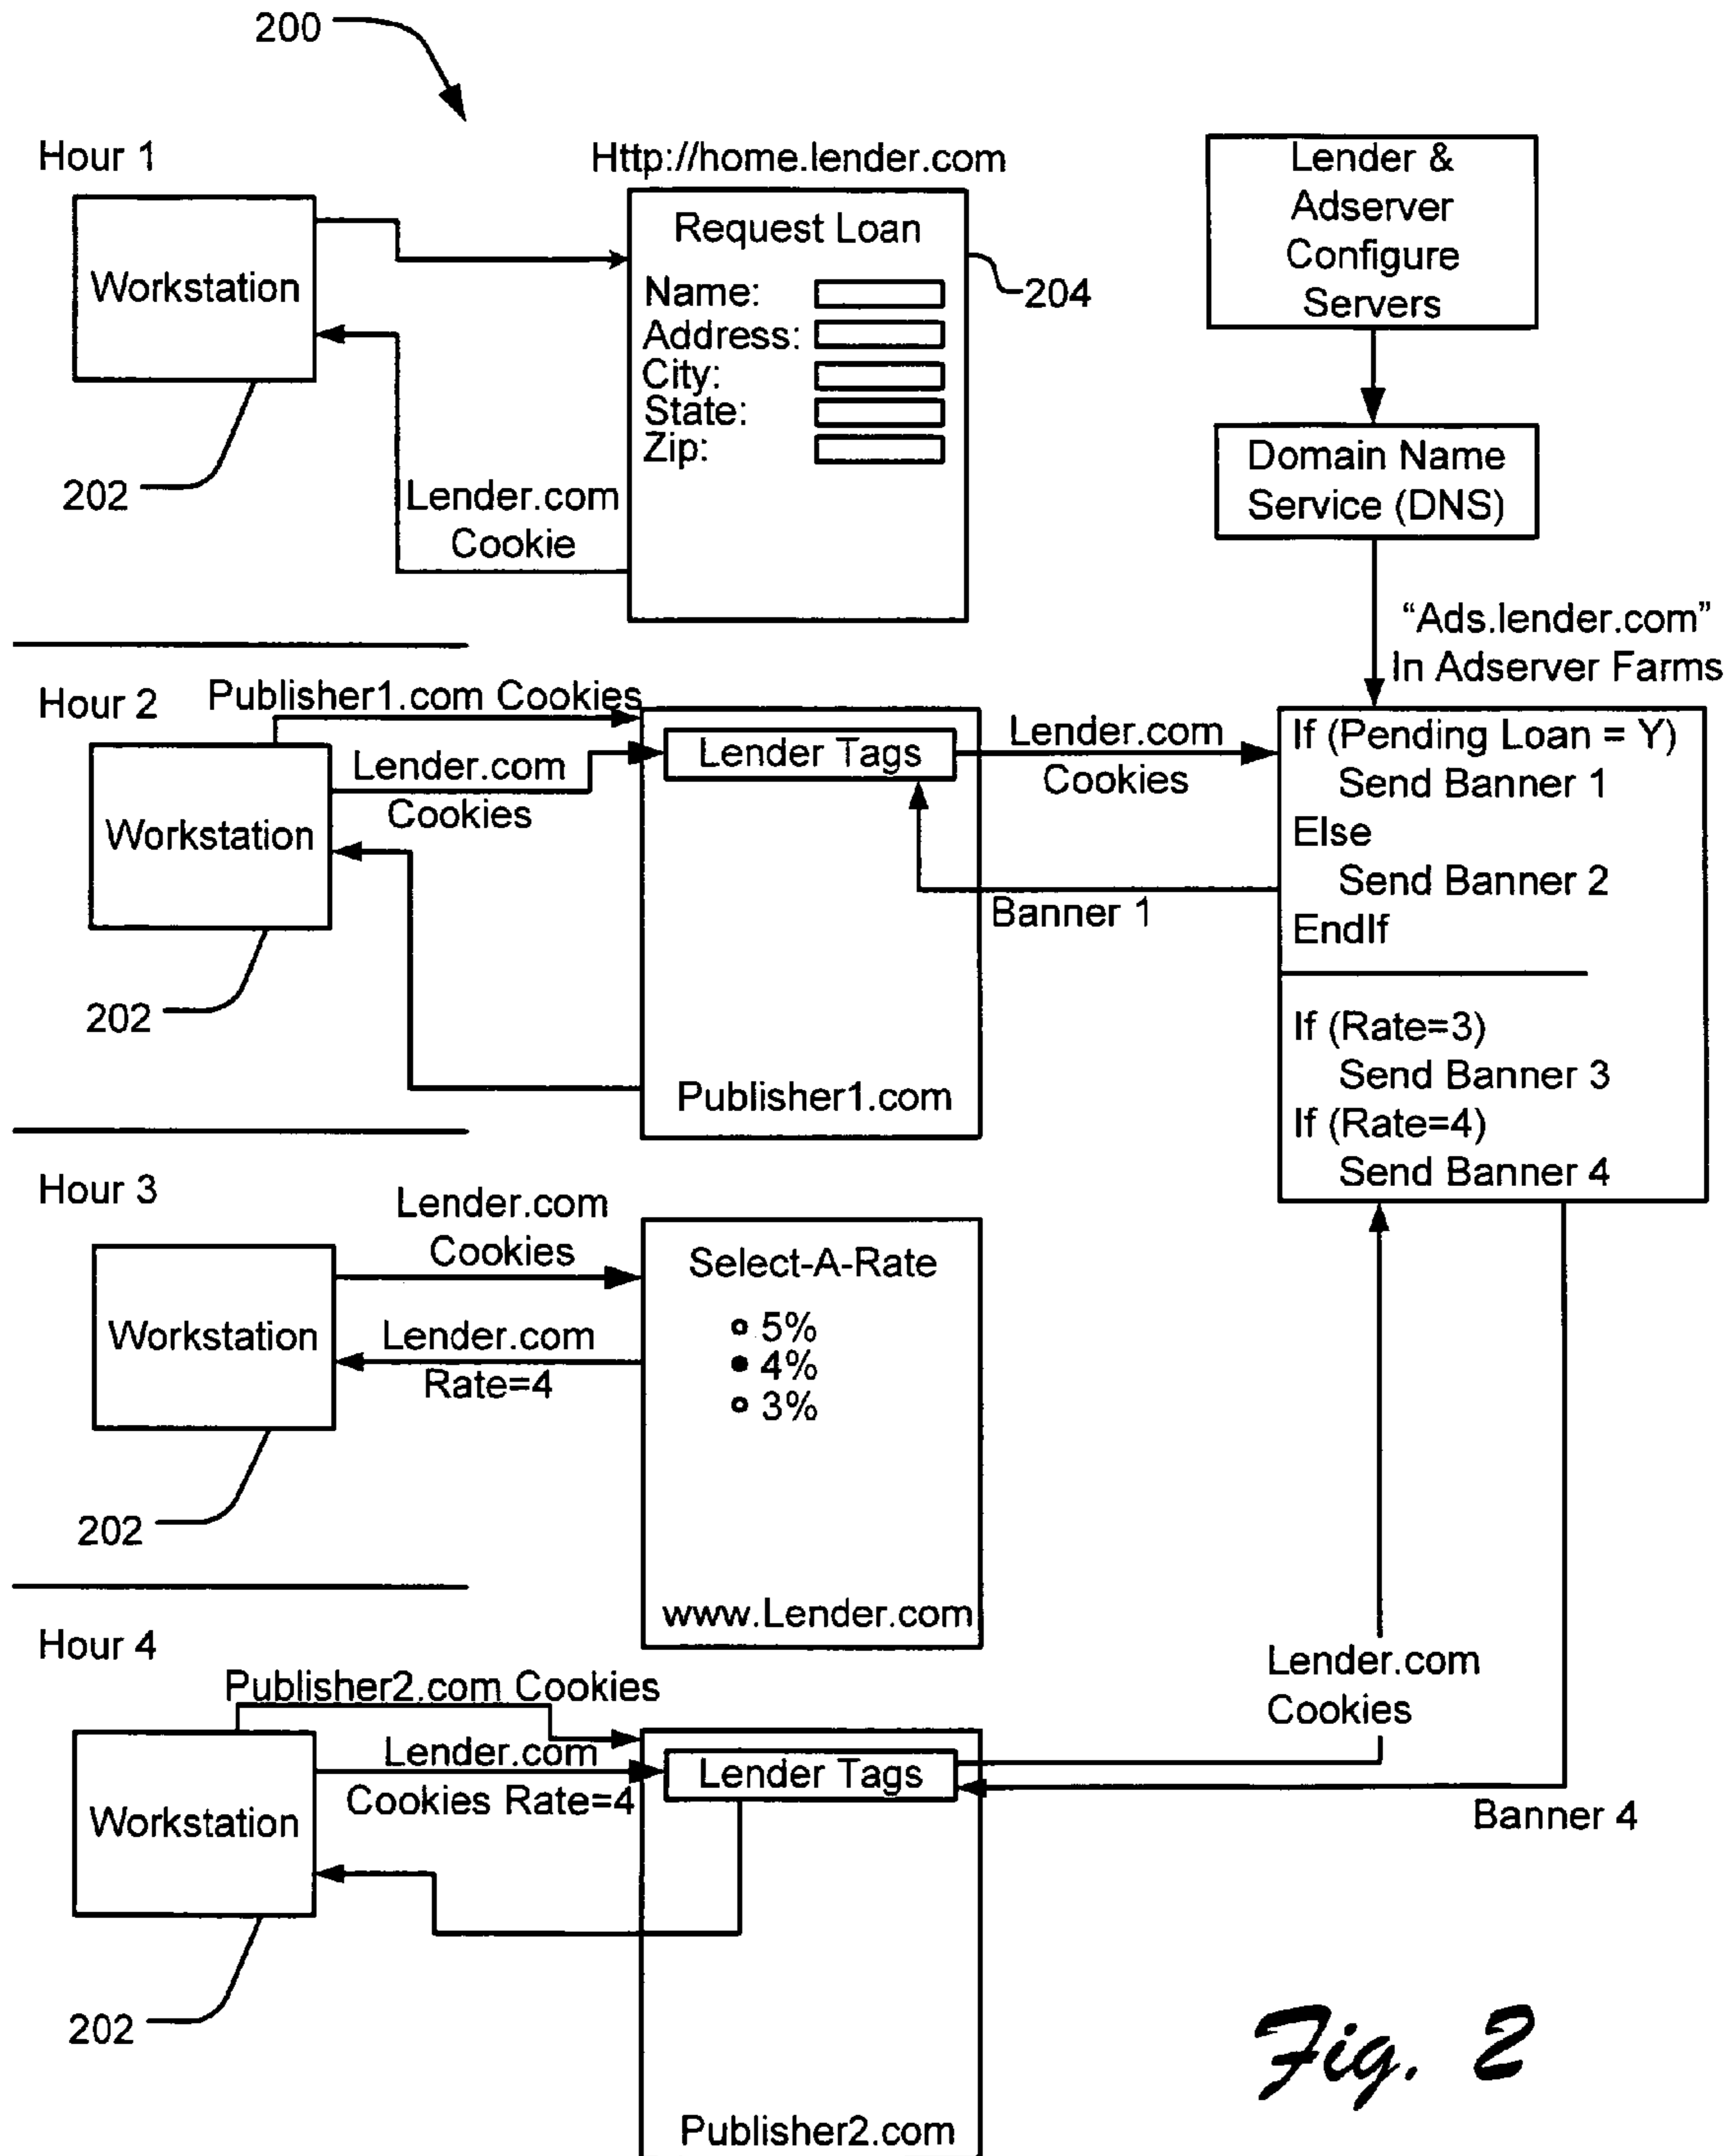 200
Hour 1
Http://home.lender.com
Workstation
202
Request Loan
Name:
Address:
City:
State:
Zip:
204
Lender.com
Cookie
Lender &
Adserver
Configure
Servers
Domain Name
Service (DNS)
“Ads.lender.com”
In Adserver Farms
Hour 2
Publisher1.com Cookies
Workstation
202
Lender.com
Cookies
Lender Tags
Publisher1.com
Lender.com
Cookies
Banner 1
If (Pending Loan = Y)
Send Banner 1
Else
Send Banner 2
EndIf
If (Rate=3)
Send Banner 3
If (Rate=4)
Send Banner 4
Hour 3
Workstation
202
Lender.com
Cookies
Lender.com
Rate=4
Select-A-Rate
5%
4%
3%
www.Lender.com
Hour 4
Publisher2.com Cookies
Workstation
202
Lender.com
Cookies Rate=4
Lender Tags
Publisher2.com
Lender.com
Cookies
Banner 4
Fig. 2